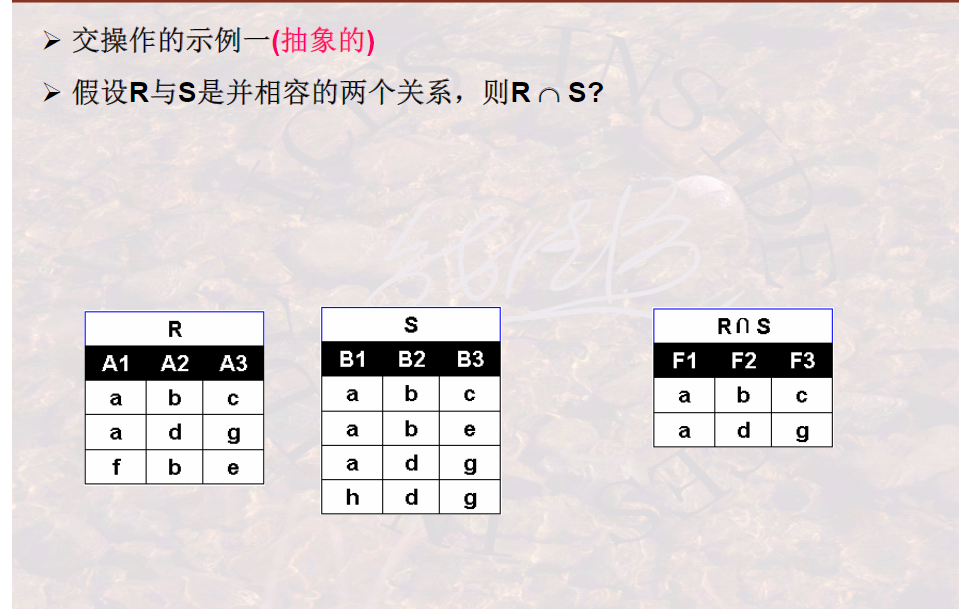 ➢ 交操作的示例一(抽象的)
➢ 假设R与S是并相容的两个关系，则R ∩ S?
R
A1 A2 A3
a b c
a d g
f b e
S
B1 B2 B3
a b c
a b e
a d g
h d g
R∩S
F1 F2 F3
a b c
a d g